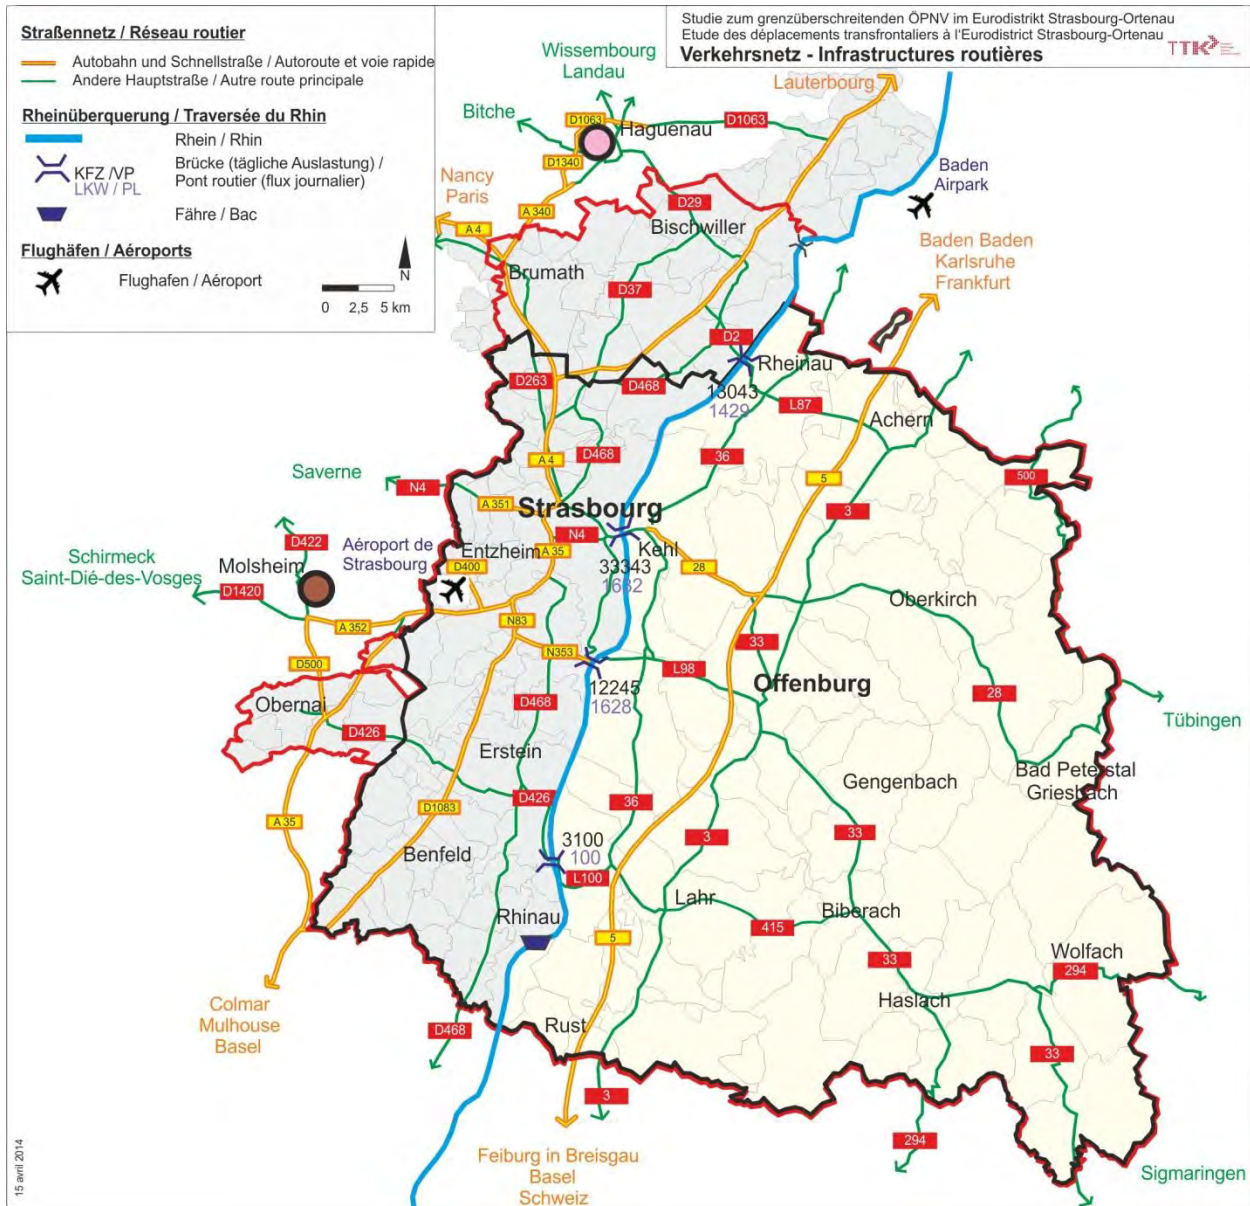 Straßennetz / Réseau routier
Autobahn und Schnellstraße / Autoroute et voie rapide
Andere Hauptstraße / Autre route principale
Rheinüberquerung / Traversée du Rhin
Rhein / Rhin
KFZ /VP
LKW / PL
Brücke (tägliche Auslastung) /
Pont routier (flux journalier)
Fähre / Bac
Flughäfen / Aéroports
Flughafen / Aéroport
N
0 2,5 5 km
Studie zum grenzüberschreitenden ÖPNV im Eurodistrikt Strasbourg-Ortenau
Etude des déplacements transfrontaliers à l'Eurodistrict Strasbourg-Ortenau
Verkehrsnetz - Infrastructures routières
TTK
Wissembourg
Landau
Lauterbourg
Bitche
D1063
Haguenau
D1063
D1340
Nancy
Paris
Baden
Airpark
A 340
D29
A 4
Bischwiller
Baden Baden
Karlsruhe
Frankfurt
Brumath
D37
D2
Rheinau
D263
D468
13043
1429
L87
Achern
D468
36
A 4
5
500
Saverne
N4
A 351
Strasbourg
3
D422
Aéroport de
Strasbourg
Entzheim
A 35
N4
Kehl
Schirmeck
Saint-Dié-des-Vosges
Molsheim
D400
33343
1682
28
D1420
Oberkirch
A 352
N83
33
D500
N353
L98
12245
1628
Offenburg
28
Obernai
D468
D426
Tübingen
Erstein
Gengenbach
Bad Peterstal
Griesbach
D426
36
D1083
A 35
3
33
3100
100
Benfeld
L100
Lahr
Biberach
Rhinau
415
5
Wolfach
33
294
Haslach
Colmar
Mulhouse
Basel
D468
Rust
33
3
294
Feiburg in Breisgau
Basel
Schweiz
Sigmaringen
15 avril 2014